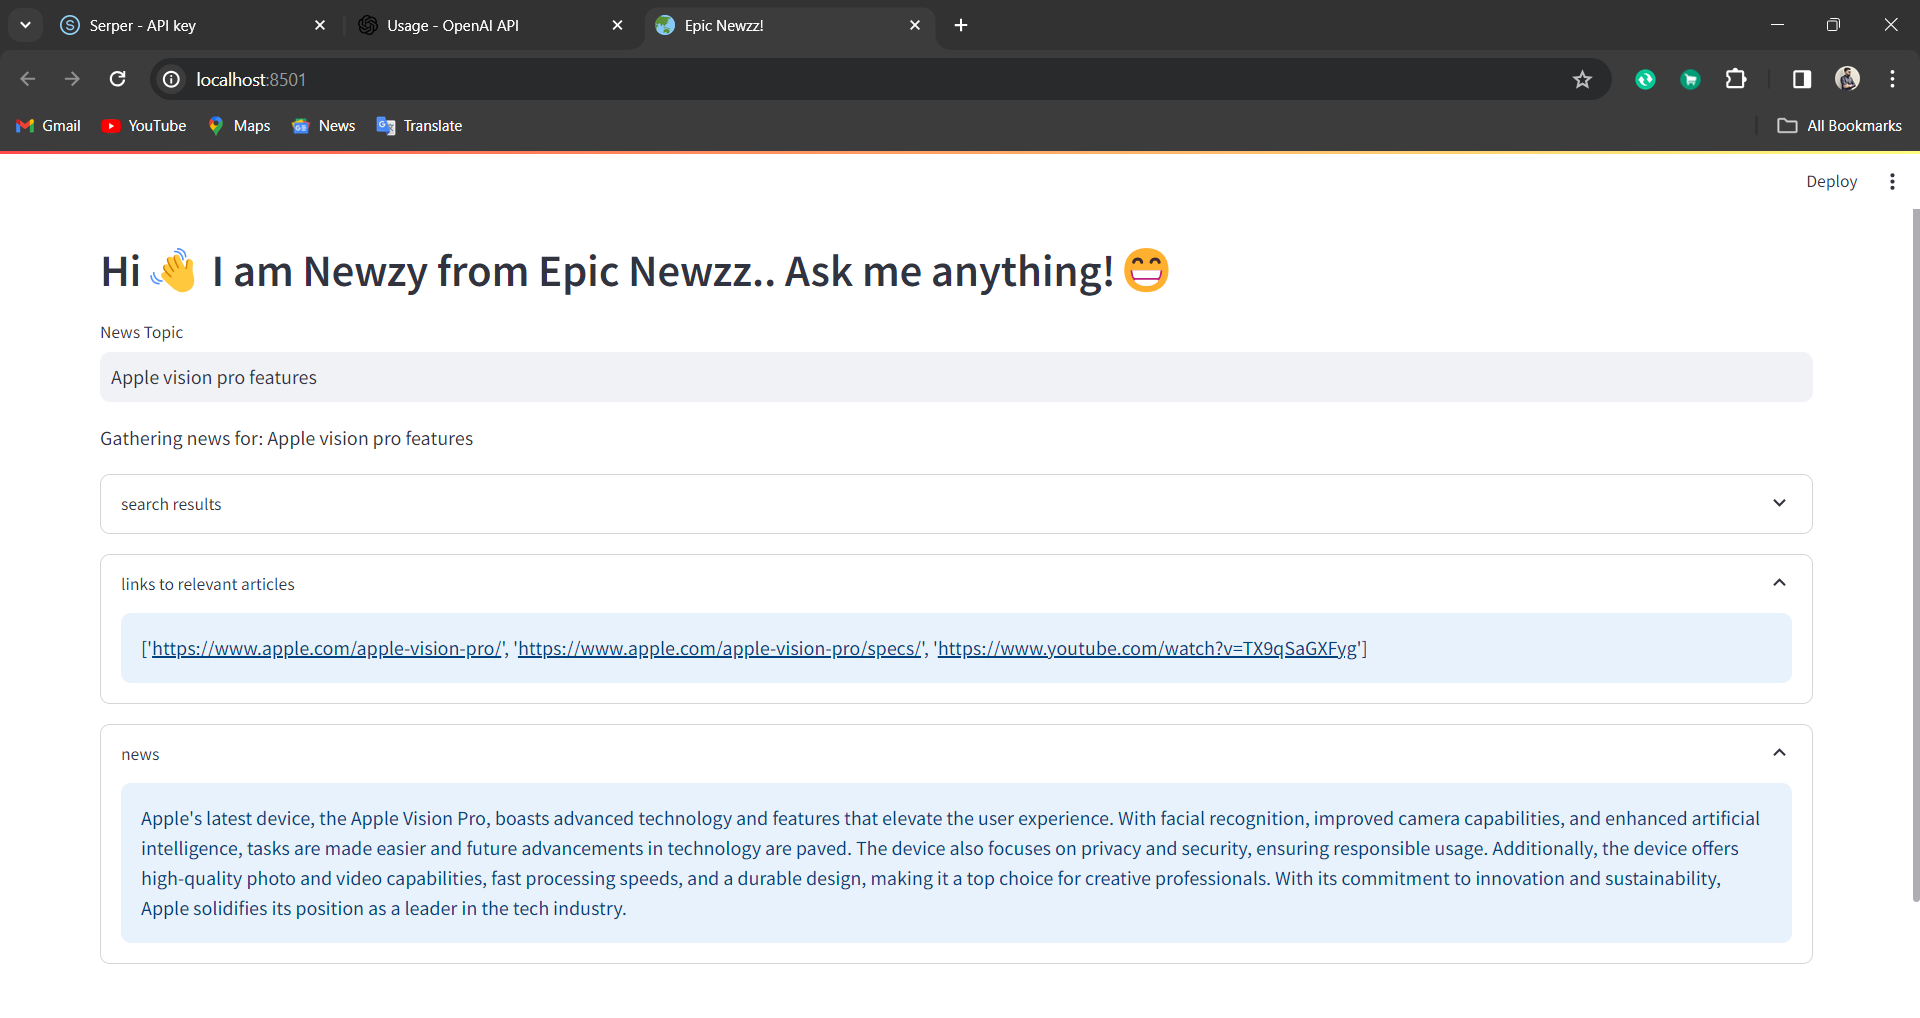 Serper - API key
Usage - OpenAI API
Epic Newzz!
localhost:8501
Gmail
YouTube
Maps
News
Translate
All Bookmarks
Deploy
Hi 👋 I am Newzy from Epic Newzz.. Ask me anything! 😁
News Topic
Apple vision pro features
Gathering news for: Apple vision pro features
search results
links to relevant articles
['https://www.apple.com/apple-vision-pro/', 'https://www.apple.com/apple-vision-pro/specs/', 'https://www.youtube.com/watch?v=TX9qSaGXFyg']
news
Apple's latest device, the Apple Vision Pro, boasts advanced technology and features that elevate the user experience. With facial recognition, improved camera capabilities, and enhanced artificial
intelligence, tasks are made easier and future advancements in technology are paved. The device also focuses on privacy and security, ensuring responsible usage. Additionally, the device offers
high-quality photo and video capabilities, fast processing speeds, and a durable design, making it a top choice for creative professionals. With its commitment to innovation and sustainability,
Apple solidifies its position as a leader in the tech industry.